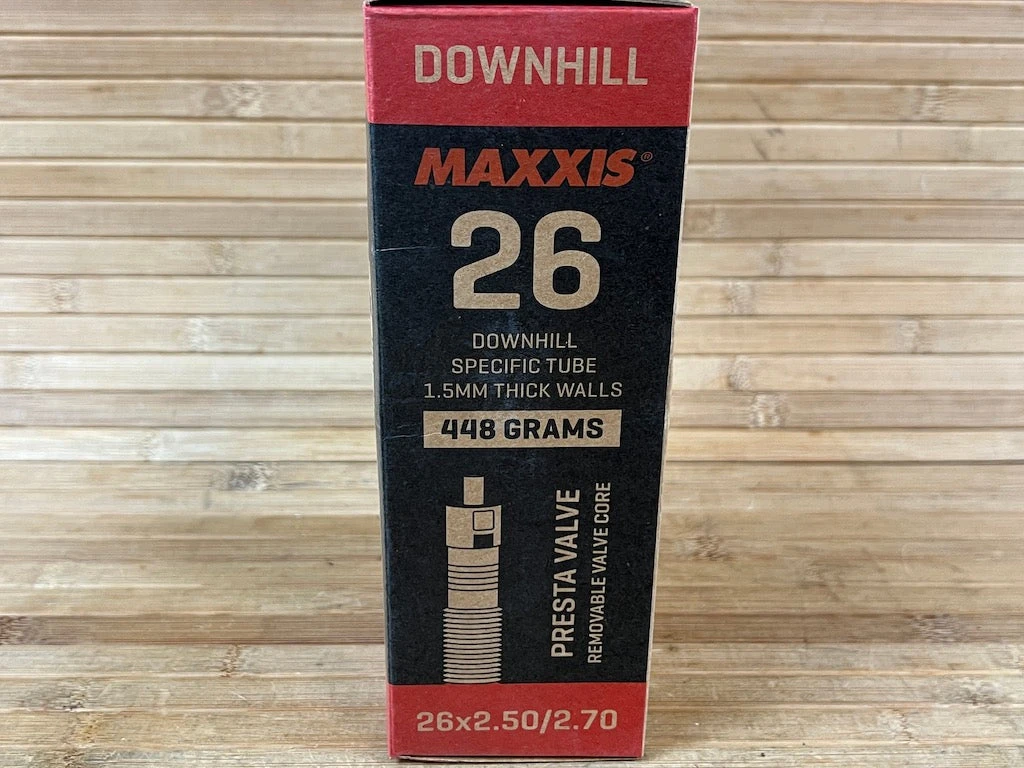 DOWNHILL
MAXXIS®
26
DOWNHILL
SPECIFIC TUBE
1.5MM THICK WALLS
448 GRAMS
PRESTA VALVE
REMOVABLE VALVE CORE
26x2.50/2.70